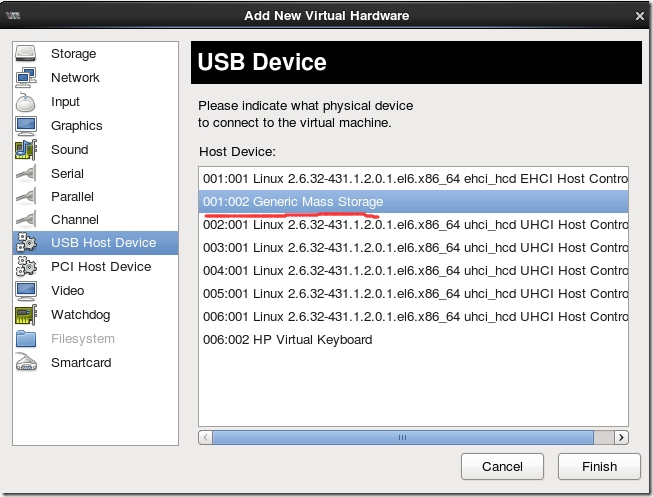 Add New Virtual Hardware
Storage
Network
Input
Graphics
Sound
Serial
Parallel
Channel
USB Host Device
PCI Host Device
Video
Watchdog
Filesystem
Smartcard
USB Device
Please indicate what physical device
to connect to the virtual machine.
Host Device:
001:001 Linux 2.6.32-431.1.2.0.1.el6.x86_64 ehci_hcd EHCI Host Contro
001:002 Generic Mass Storage
002:001 Linux 2.6.32-431.1.2.0.1.el6.x86_64 uhci_hcd UHCI Host Contro
003:001 Linux 2.6.32-431.1.2.0.1.el6.x86_64 uhci_hcd UHCI Host Contro
004:001 Linux 2.6.32-431.1.2.0.1.el6.x86_64 uhci_hcd UHCI Host Contro
005:001 Linux 2.6.32-431.1.2.0.1.el6.x86_64 uhci_hcd UHCI Host Contro
006:001 Linux 2.6.32-431.1.2.0.1.el6.x86_64 uhci_hcd UHCI Host Contro
006:002 HP Virtual Keyboard
Cancel
Finish